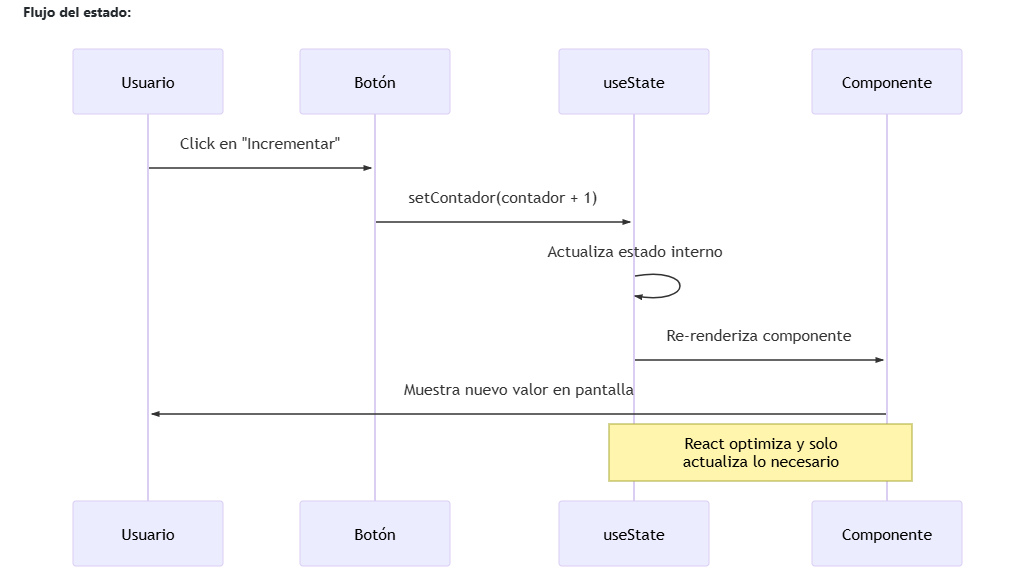 Flujo del estado:
Usuario
Botón
useState
Componente
Click en "Incrementar"
setContador(contador + 1)
Actualiza estado interno
Re-renderiza componente
Muestra nuevo valor en pantalla
React optimiza y solo
actualiza lo necesario
Usuario
Botón
useState
Componente